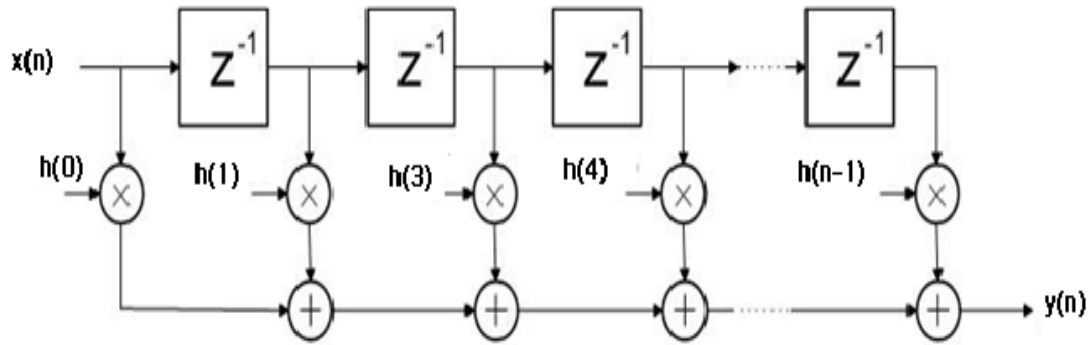 x(n)
Z⁻¹ Z⁻¹ Z⁻¹ Z⁻¹
h(0) h(1) h(3) h(4) h(n-1)
× × × × ×
+ + + +
y(n)